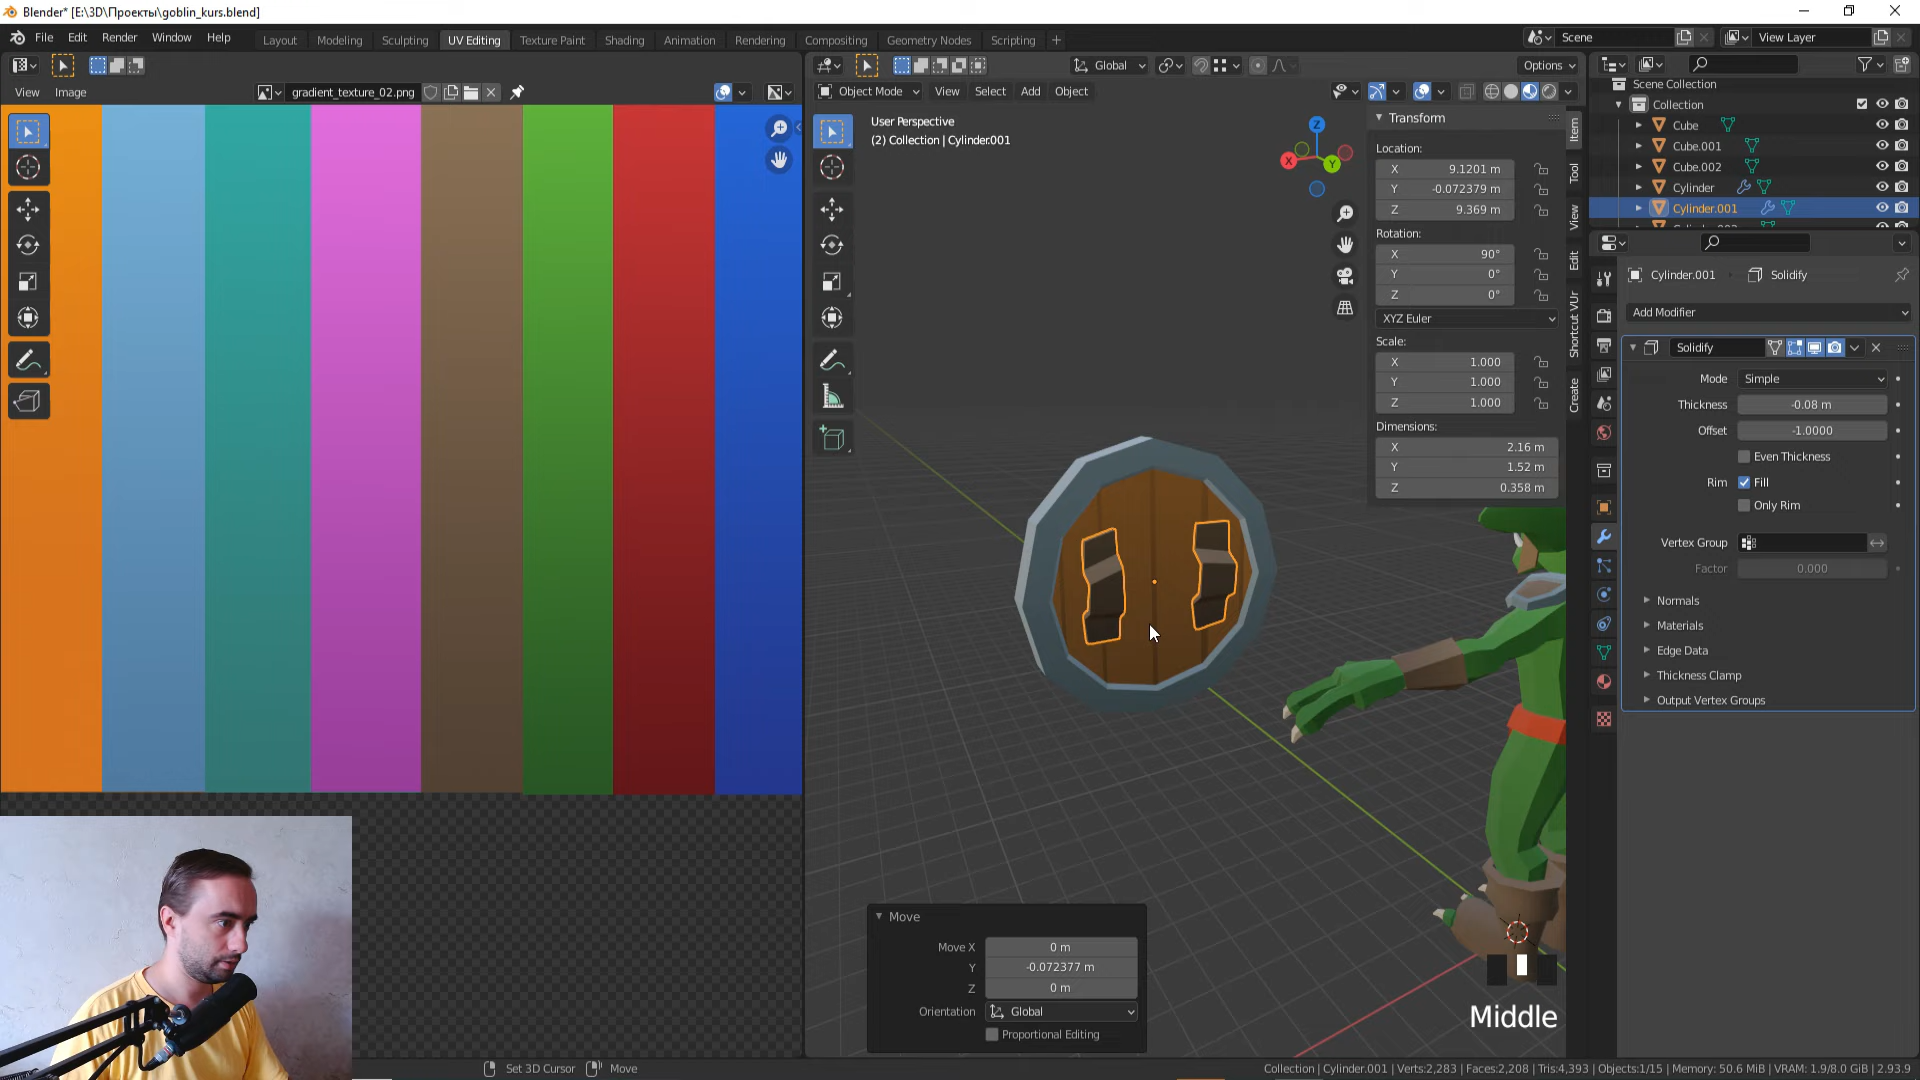 Blender* [E:\3D\Проекты\goblin_kurs.blend]
File Edit Render Window Help
Layout Modeling Sculpting UV Editing Texture Paint Shading Animation Rendering Compositing Geometry Nodes Scripting +
Scene
View Layer
Global
Options
View Image
gradient_texture_02.png
Object Mode View Select Add Object
User Perspective
(2) Collection | Cylinder.001
Z
X
Y
Transform
Location:
X 9.1201 m
Y -0.072379 m
Z 9.369 m
Rotation:
X 90°
Y 0°
Z 0°
XYZ Euler
Scale:
X 1.000
Y 1.000
Z 1.000
Dimensions:
X 2.16 m
Y 1.52 m
Z 0.358 m
Item
Tool
View
Edit
Shortcut VUr
Create
Scene Collection
Collection
Cube
Cube.001
Cube.002
Cylinder
Cylinder.001
Cylinder.001 Solidify
Add Modifier
Solidify
Mode Simple
Thickness -0.08 m
Offset -1.0000
Even Thickness
Rim Fill
Only Rim
Vertex Group
Factor 0.000
Normals
Materials
Edge Data
Thickness Clamp
Output Vertex Groups
Move
Move X 0 m
Y -0.072377 m
Z 0 m
Orientation Global
Proportional Editing
Middle
Set 3D Cursor Move
Collection | Cylinder.001 | Verts:2,283 | Faces:2,208 | Tris:4,393 | Objects:1/15 | Memory: 50.6 MiB | VRAM: 1.9/8.0 GiB | 2.93.9